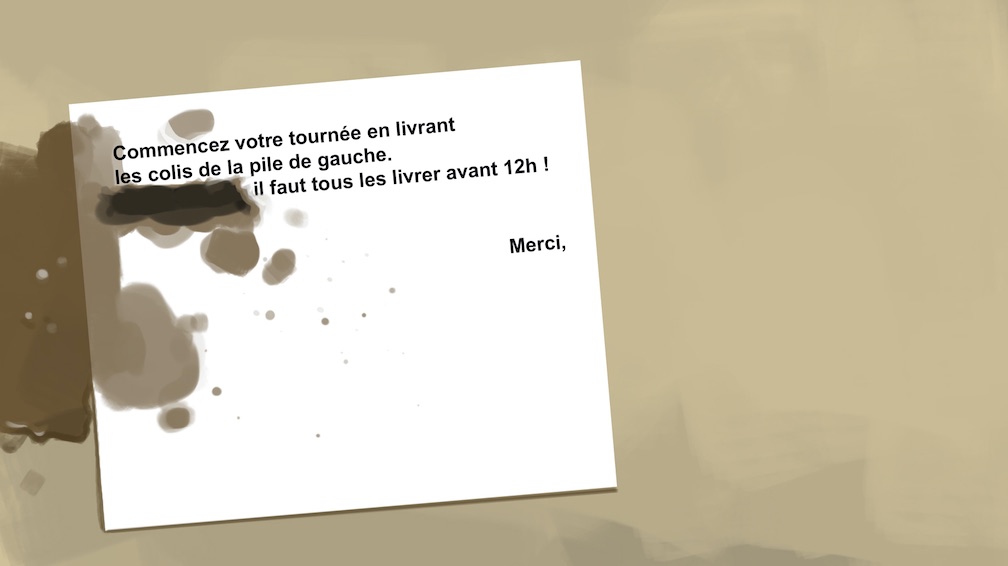 Commencez votre tournée en livrant
les colis de la pile de gauche.
il faut tous les livrer avant 12h !
Merci,